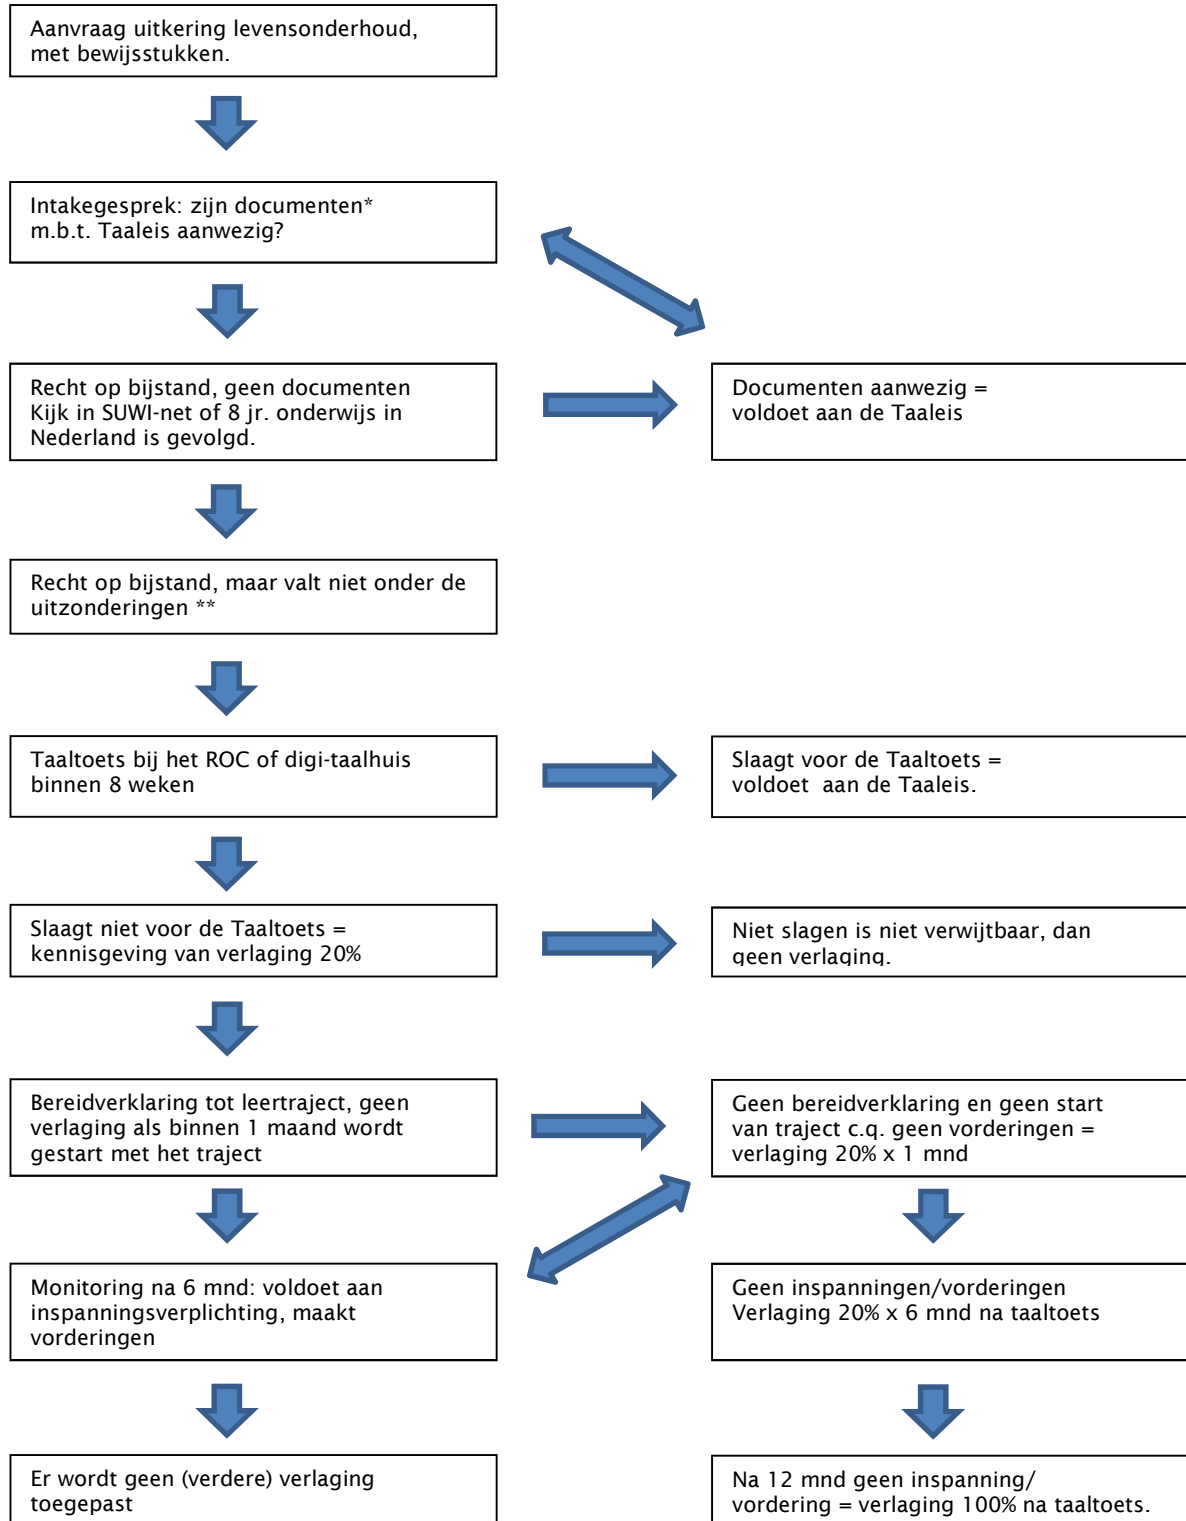 Aanvraag uitkering levensonderhoud,
met bewijsstukken.
Intakegesprek: zijn documenten*
m.b.t. Taaleis aanwezig?
Recht op bijstand, geen documenten
Kijk in SUWI-net of 8 jr. onderwijs in
Nederland is gevolgd.
Documenten aanwezig =
voldoet aan de Taaleis
Recht op bijstand, maar valt niet onder de
uitzonderingen **
Taaltoets bij het ROC of digi-taalhuis
binnen 8 weken
Slaagt voor de Taaltoets =
voldoet  aan de Taaleis.
Slaagt niet voor de Taaltoets =
kennisgeving van verlaging 20%
Niet slagen is niet verwijtbaar, dan
geen verlaging.
Bereidverklaring tot leertraject, geen
verlaging als binnen 1 maand wordt
gestart met het traject
Geen bereidverklaring en geen start
van traject c.q. geen vorderingen =
verlaging 20% x 1 mnd
Monitoring na 6 mnd: voldoet aan
inspanningsverplichting, maakt
vorderingen
Geen inspanningen/vorderingen
Verlaging 20% x 6 mnd na taaltoets
Er wordt geen (verdere) verlaging
toegepast
Na 12 mnd geen inspanning/
vordering = verlaging 100% na taaltoets.